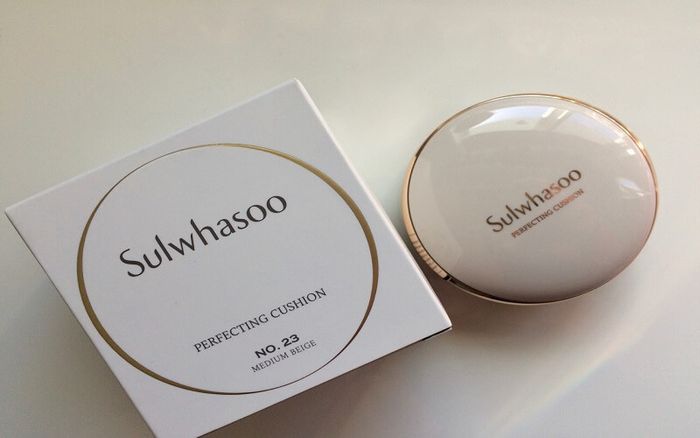 Sulwhasoo
PERFECTING CUSHION
NO. 23
MEDIUM BEIGE
Sulwhasoo
PERFECTING CUSHION